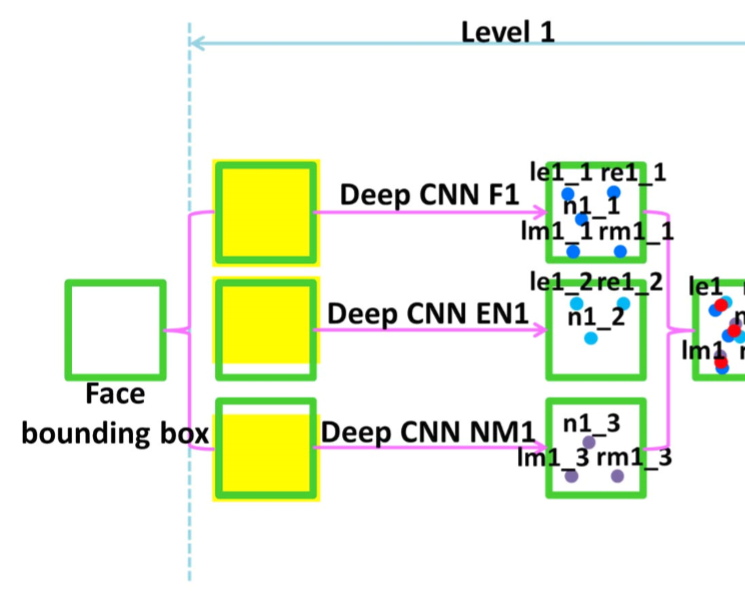 Level 1
le1_1 re1_1
Deep CNN F1
n1_1
lm1_1 rm1_1
le1_2 re1_2
le1
Deep CNN EN1
n1_2
n
lm1
Face
bounding box
n1_3
Deep CNN NM1
lm1_3 rm1_3